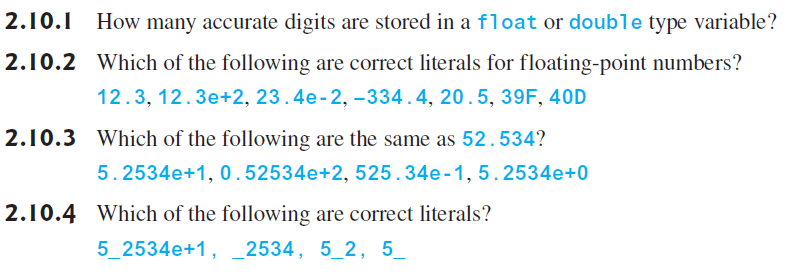 2.10.1 How many accurate digits are stored in a float or double type variable?
2.10.2 Which of the following are correct literals for floating-point numbers?
12.3, 12.3e+2, 23.4e-2, –334.4, 20.5, 39F, 40D
2.10.3 Which of the following are the same as 52.534?
5.2534e+1, 0.52534e+2, 525.34e-1, 5.2534e+0
2.10.4 Which of the following are correct literals?
5_2534e+1, _2534, 5_2, 5_